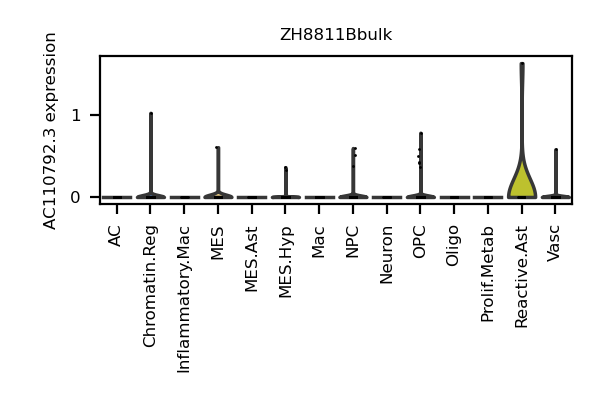 ZH8811Bbulk
AC110792.3 expression
1
0
AC
Chromatin.Reg
Inflammatory.Mac
MES
MES.Ast
MES.Hyp
Mac
NPC
Neuron
OPC
Oligo
Prolif.Metab
Reactive.Ast
Vasc